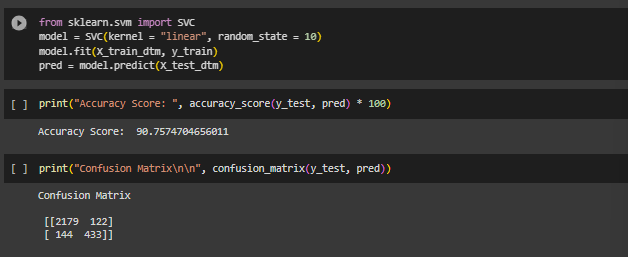 from sklearn.svm import SVC
model = SVC(kernel = "linear", random_state = 10)
model.fit(X_train_dtm, y_train)
pred = model.predict(X_test_dtm)
[ ] print("Accuracy Score: ", accuracy_score(y_test, pred) * 100)
Accuracy Score:  90.7574704656011
[ ] print("Confusion Matrix\n\n", confusion_matrix(y_test, pred))
Confusion Matrix
[[2179  122]
[ 144  433]]